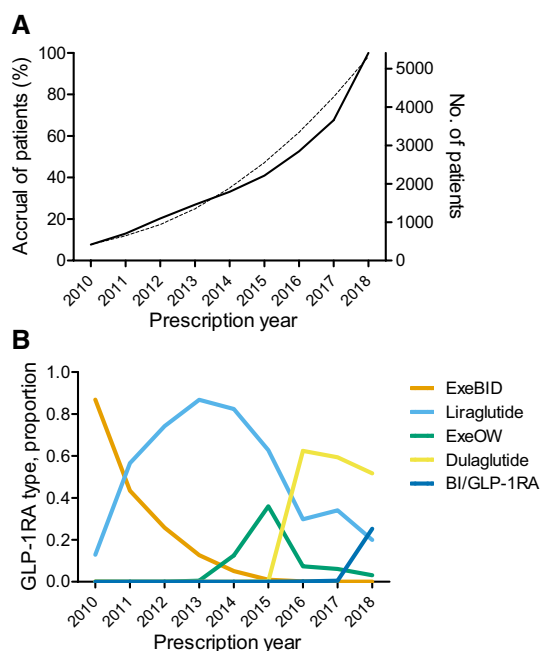 A
Accrual of patients (%)
100
80
60
40
20
0
5000
4000
3000
2000
1000
0
No. of patients
2010 2011 2012 2013 2014 2015 2016 2017 2018
Prescription year
B
GLP-1RA type, proportion
1.0
0.8
0.6
0.4
0.2
0.0
2010 2011 2012 2013 2014 2015 2016 2017 2018
Prescription year
ExeBID
Liraglutide
ExeOW
Dulaglutide
BI/GLP-1RA